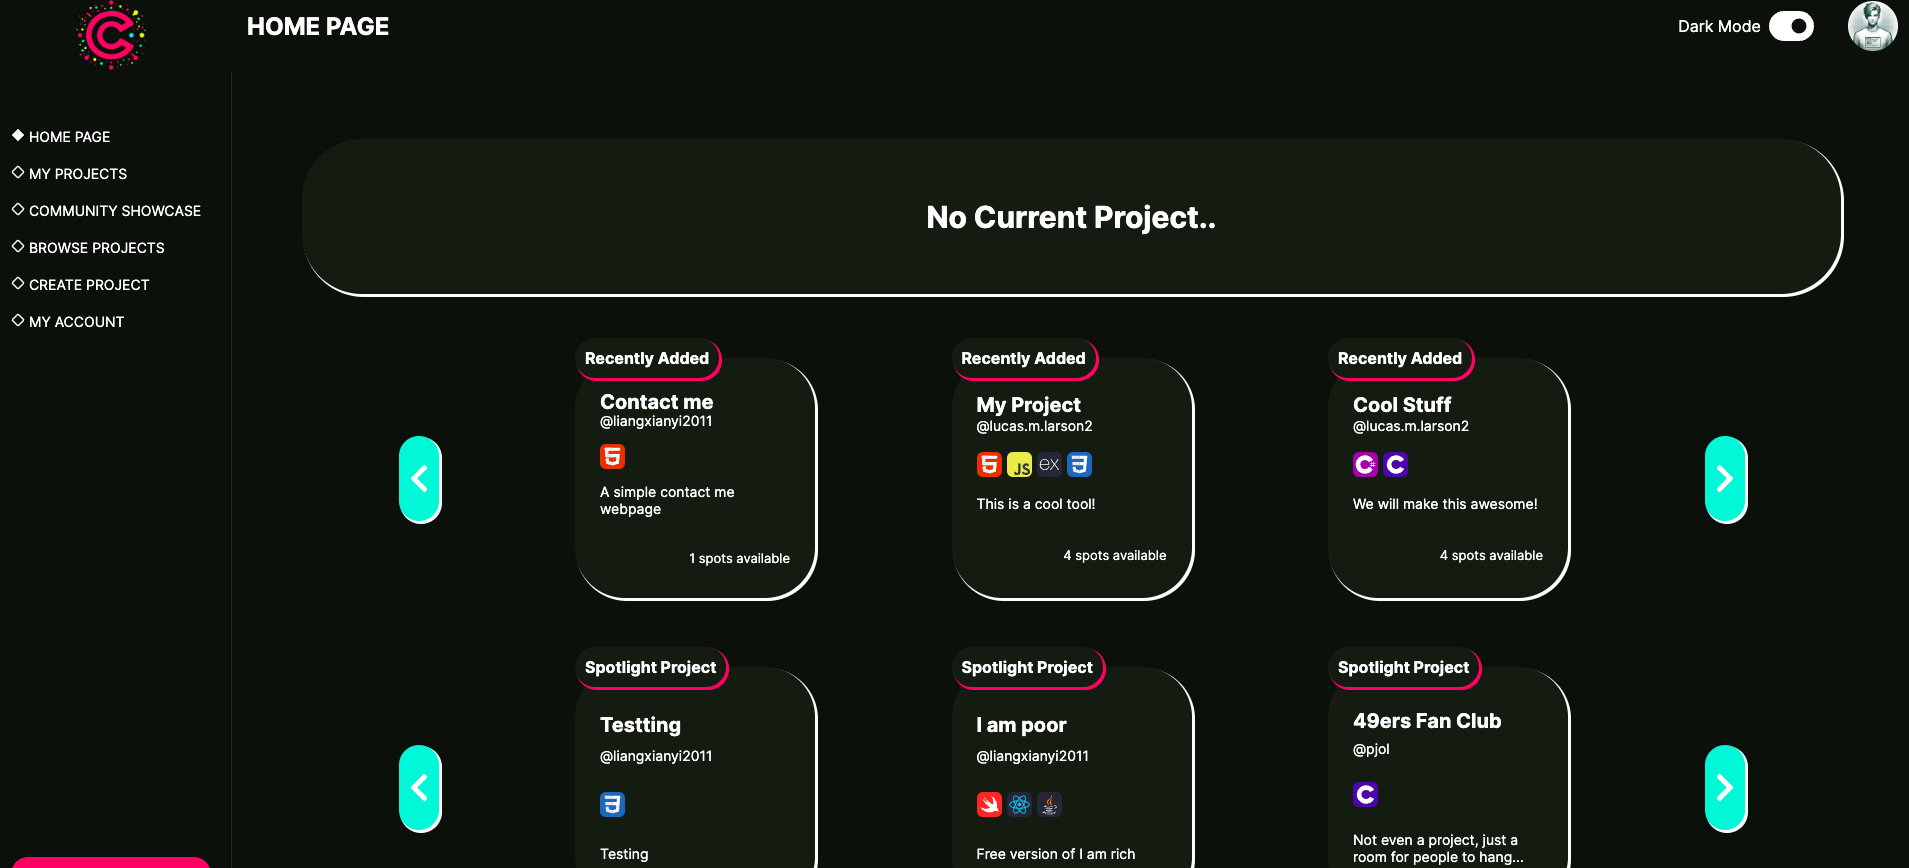 HOME PAGE
Dark Mode
HOME PAGE
MY PROJECTS
COMMUNITY SHOWCASE
BROWSE PROJECTS
CREATE PROJECT
MY ACCOUNT
No Current Project..
Recently Added
Contact me
@liangxianyi2011
A simple contact me
webpage
1 spots available
Recently Added
My Project
@lucas.m.larson2
JS
ex
This is a cool tool!
4 spots available
Recently Added
Cool Stuff
@lucas.m.larson2
C#
C
We will make this awesome!
4 spots available
Spotlight Project
Testting
@liangxianyi2011
Testing
Spotlight Project
I am poor
@liangxianyi2011
Free version of I am rich
Spotlight Project
49ers Fan Club
@pjol
C
Not even a project, just a
room for people to hang...